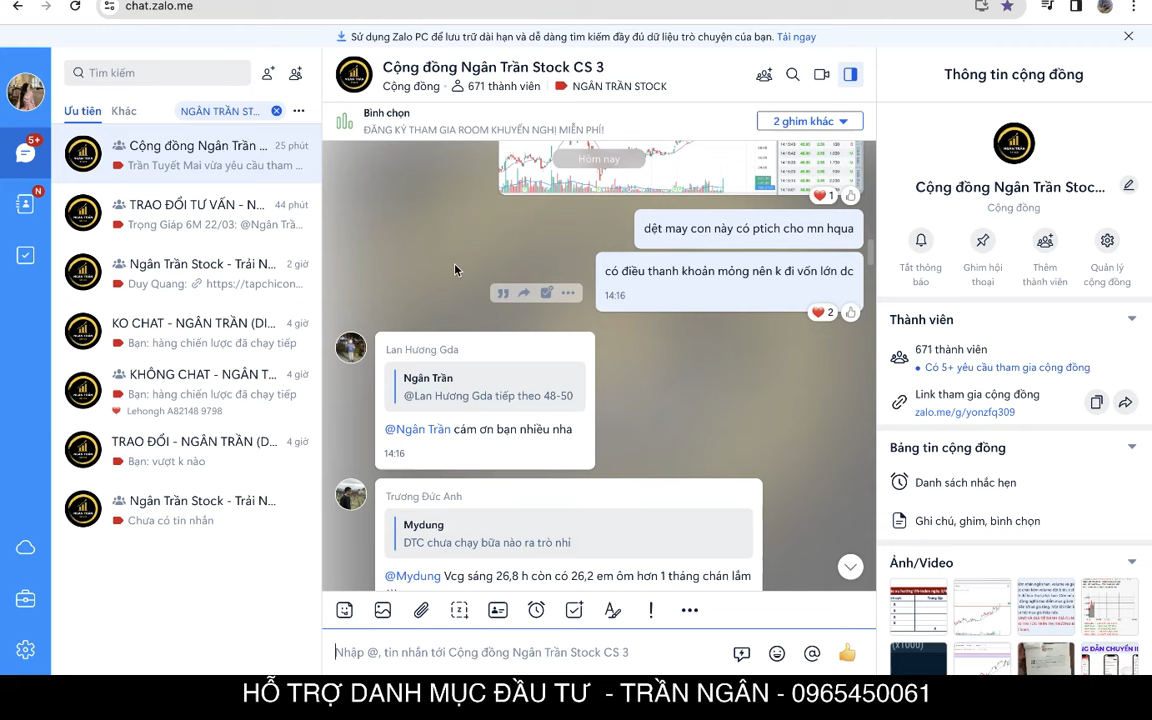 chat.zalo.me
Sử dụng Zalo PC để lưu trữ dài hạn và dễ dàng tìm kiếm đầy đủ dữ liệu trò chuyện của bạn. Tải ngay
Tìm kiếm
Ưu tiên
Khác
NGÂN TRẦN ST...
Cộng đồng Ngân Trần ...
25 phút
Trần Tuyết Mai vừa yêu cầu tham ...
TRAO ĐỔI TƯ VẤN - N...
44 phút
Trọng Giáp 6M 22/03: @Ngân Trầ...
Ngân Trần Stock - Trải N...
2 giờ
Duy Quang: https://tapchicon...
KO CHAT - NGÂN TRẦN (DI...
4 giờ
Bạn: hàng chiến lược đã chạy tiếp
KHÔNG CHAT - NGÂN T...
4 giờ
Bạn: hàng chiến lược đã chạy tiếp
Lehongh A82148 9798
TRAO ĐỔI - NGÂN TRẦN (D...
4 giờ
Bạn: vượt k nào
Ngân Trần Stock - Trải N...
Chưa có tin nhắn
5+
N
Cộng đồng Ngân Trần Stock CS 3
Cộng đồng
671 thành viên
NGÂN TRẦN STOCK
Bình chọn
ĐĂNG KÝ THAM GIA ROOM KHUYẾN NGHỊ MIỄN PHÍ!
2 ghim khác
Hôm nay
1
dệt may con này có ptich cho mn hqua
có điều thanh khoản mỏng nên k đi vốn lớn dc
14:16
2
Lan Hương Gda
Ngân Trần
@Lan Hương Gda tiếp theo 48-50
@Ngân Trần cám ơn bạn nhiều nha
14:16
Trương Đức Anh
Mydung
DTC chưa chạy bữa nào ra trò nhỉ
@Mydung Vcg sáng 26,8 h còn có 26,2 em ôm hơn 1 tháng chán lắm
Nhập @, tin nhắn tới Cộng đồng Ngân Trần Stock CS 3
Thông tin cộng đồng
Cộng đồng Ngân Trần Stoc...
Cộng đồng
Tắt thông báo
Ghim hội thoại
Thêm thành viên
Quản lý cộng đồng
Thành viên
671 thành viên
Có 5+ yêu cầu tham gia cộng đồng
Link tham gia cộng đồng
zalo.me/g/yonzfq309
Bảng tin cộng đồng
Danh sách nhắc hẹn
Ghi chú, ghim, bình chọn
Ảnh/Video
HỖ TRỢ DANH MỤC ĐẦU TƯ - TRẦN NGÂN - 0965450061